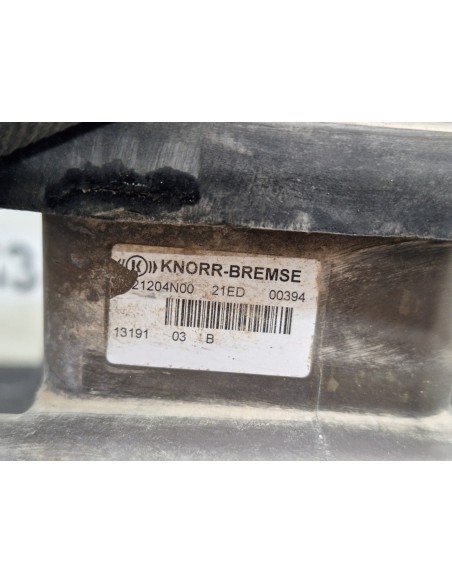 KNORR-BREMSE
21204N00 21ED 00394
13191 03 B